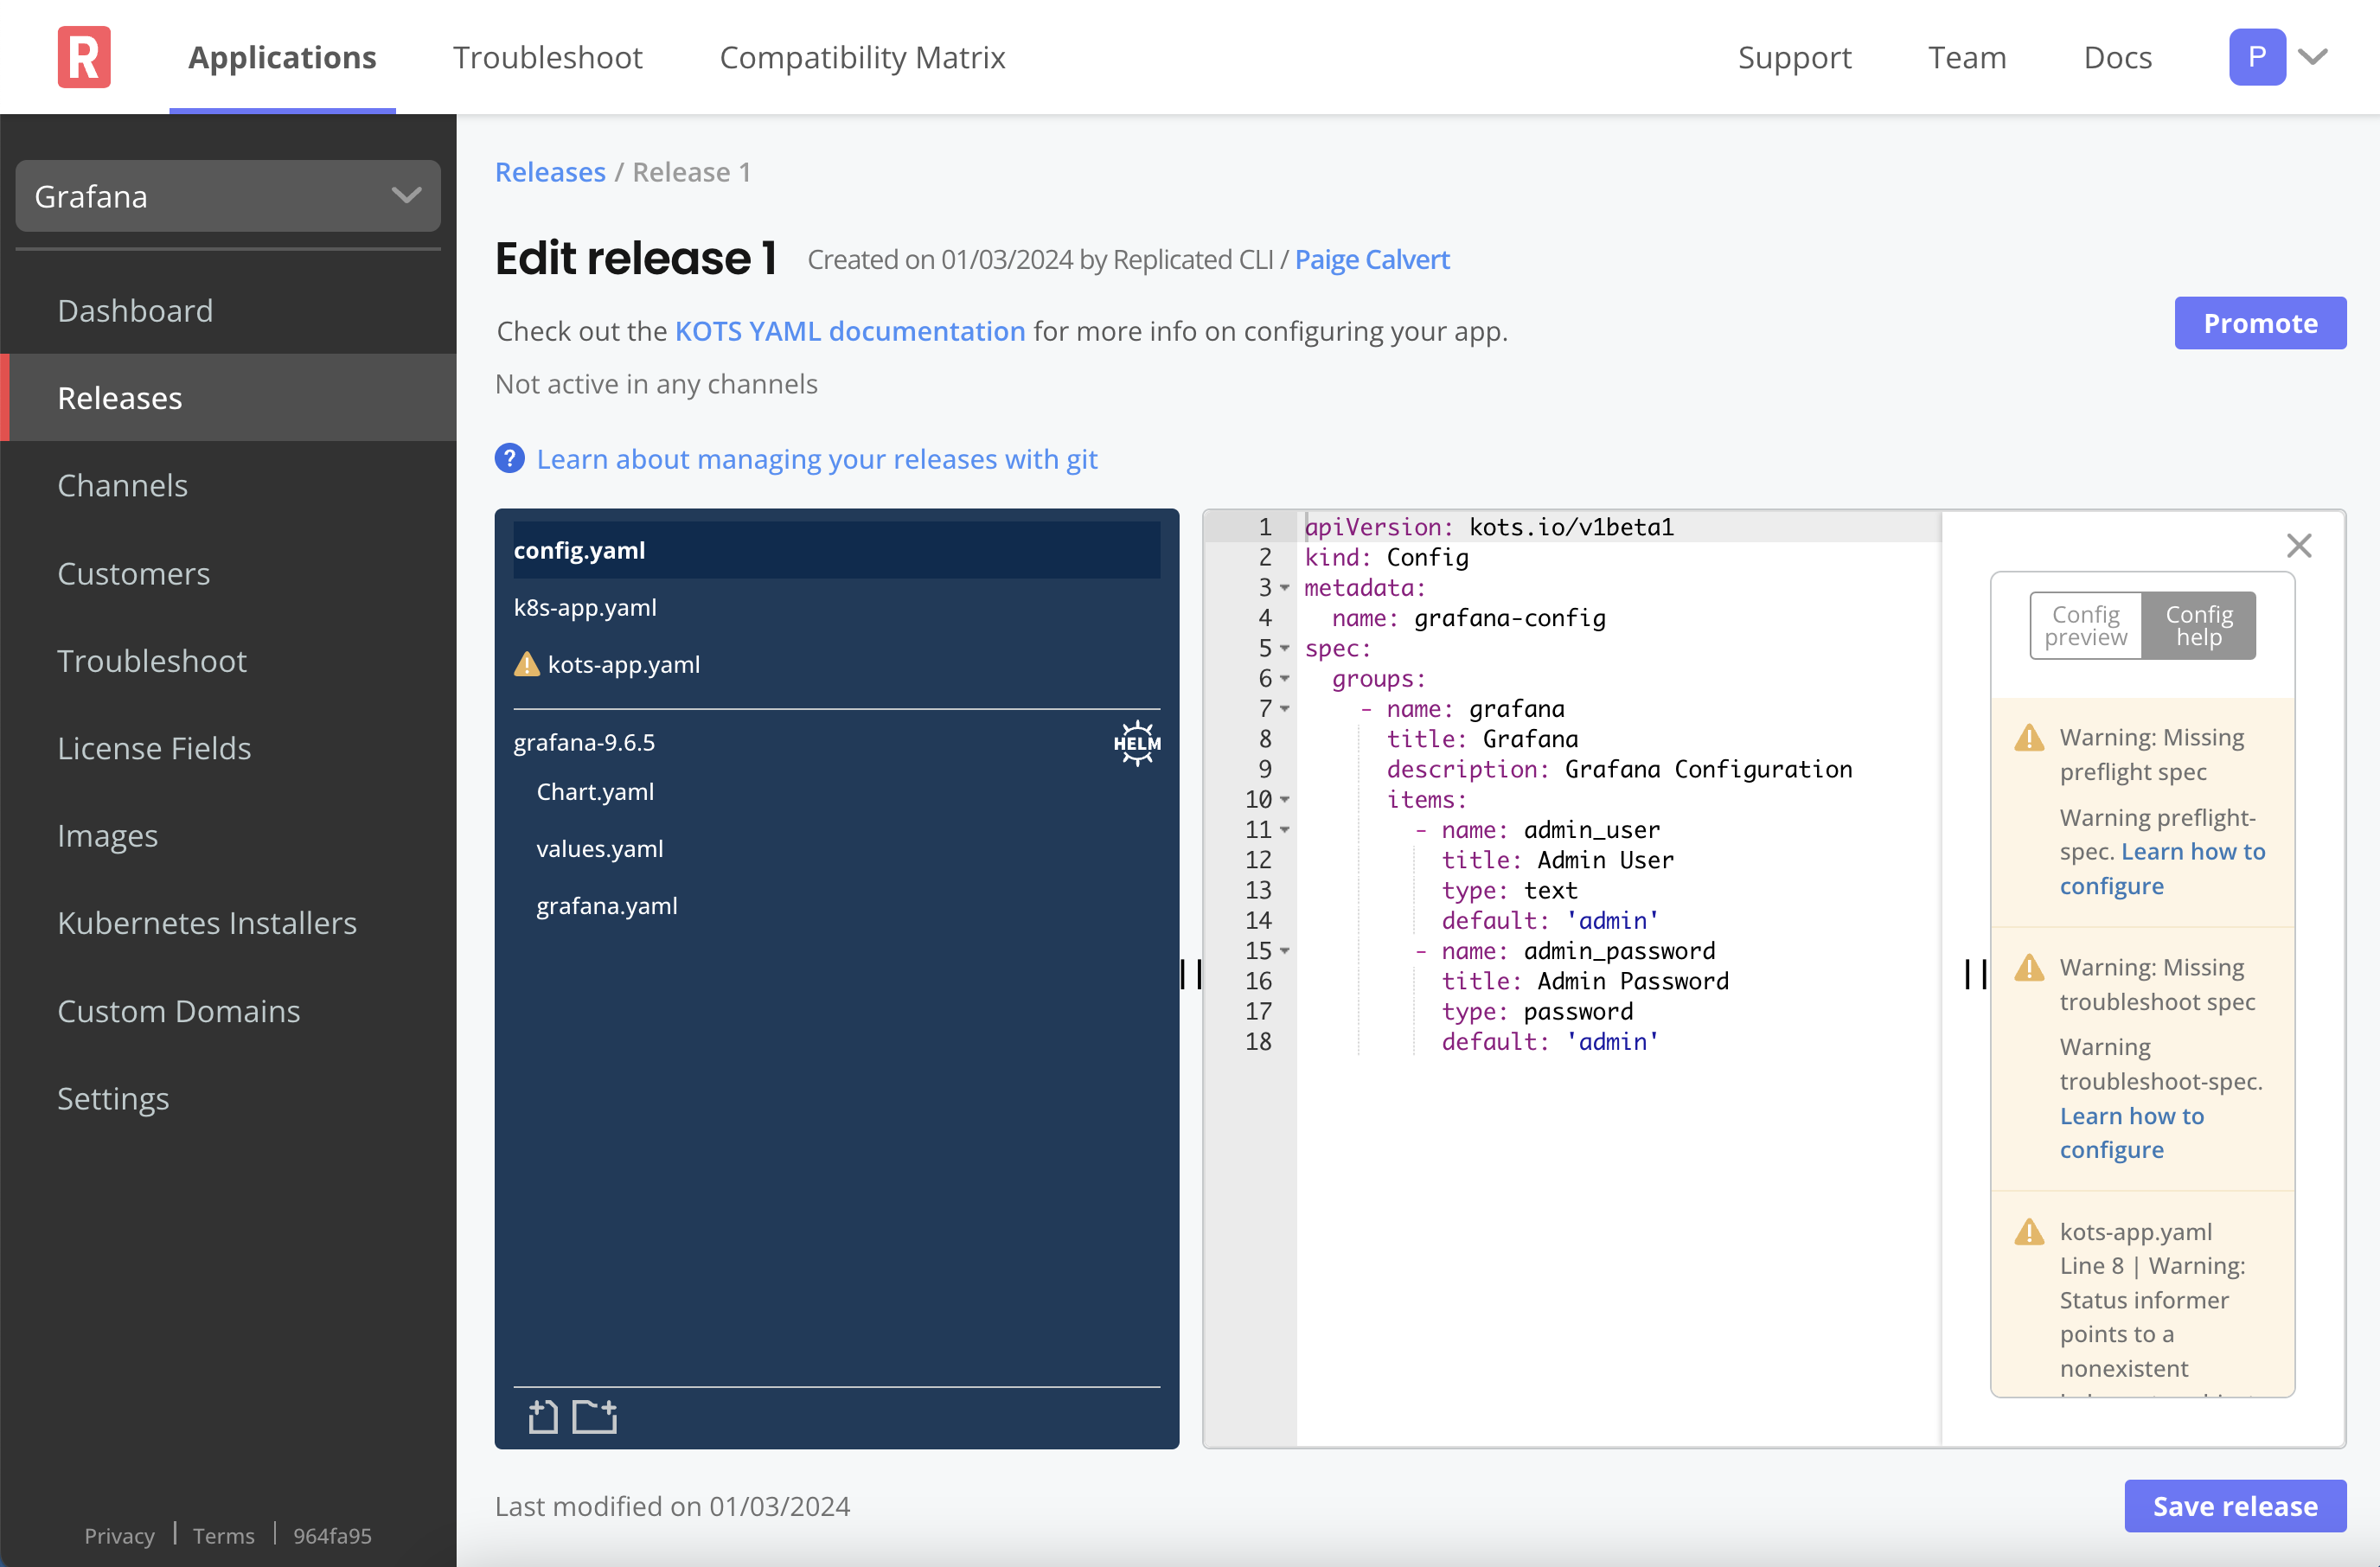 R
Applications
Troubleshoot
Compatibility Matrix
Support
Team
Docs
P
Grafana
Dashboard
Releases
Channels
Customers
Troubleshoot
License Fields
Images
Kubernetes Installers
Custom Domains
Settings
Privacy | Terms | 964fa95
Releases / Release 1
Edit release 1 Created on 01/03/2024 by Replicated CLI / Paige Calvert
Check out the KOTS YAML documentation for more info on configuring your app.
Promote
Not active in any channels
? Learn about managing your releases with git
config.yaml
k8s-app.yaml
kots-app.yaml
grafana-9.6.5
HELM
Chart.yaml
values.yaml
grafana.yaml
1 apiVersion: kots.io/v1beta1
2 kind: Config
3 metadata:
4   name: grafana-config
5 spec:
6   groups:
7     - name: grafana
8       title: Grafana
9       description: Grafana Configuration
10       items:
11         - name: admin_user
12           title: Admin User
13           type: text
14           default: 'admin'
15         - name: admin_password
16           title: Admin Password
17           type: password
18           default: 'admin'
Config
preview
Config
help
Warning: Missing
preflight spec
Warning preflight-
spec. Learn how to
configure
Warning: Missing
troubleshoot spec
Warning
troubleshoot-spec.
Learn how to
configure
kots-app.yaml
Line 8 | Warning:
Status informer
points to a
nonexistent
Last modified on 01/03/2024
Save release